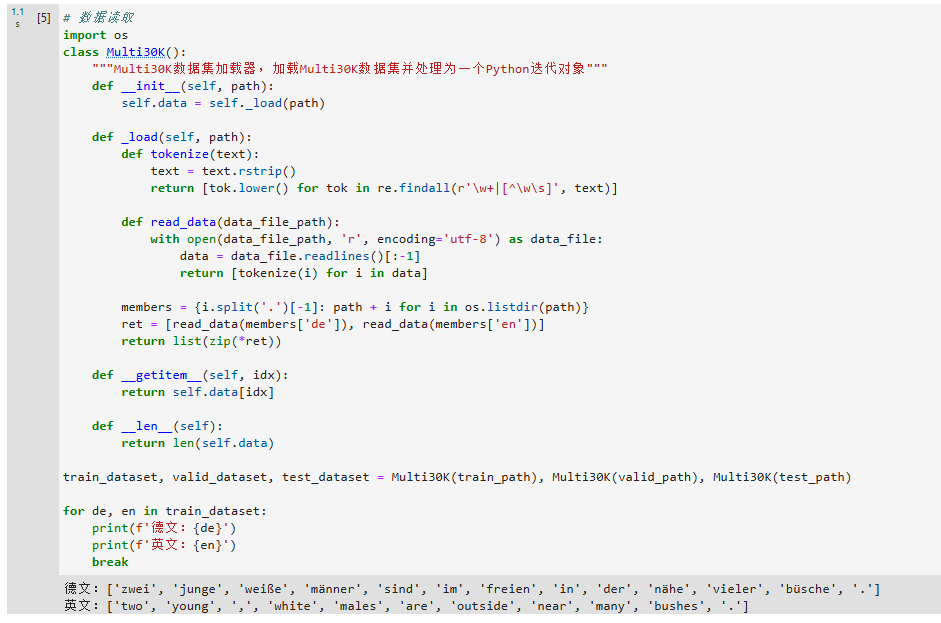 1.1
s
[5]
# 数据读取
import os
class Multi30K():
    """Multi30K数据集加载器，加载Multi30K数据集并处理为一个Python迭代对象"""
    def __init__(self, path):
        self.data = self._load(path)

    def _load(self, path):
        def tokenize(text):
            text = text.rstrip()
            return [tok.lower() for tok in re.findall(r'\w+|[^\w\s]', text)]

        def read_data(data_file_path):
            with open(data_file_path, 'r', encoding='utf-8') as data_file:
                data = data_file.readlines()[:-1]
                return [tokenize(i) for i in data]

        members = {i.split('.')[-1]: path + i for i in os.listdir(path)}
        ret = [read_data(members['de']), read_data(members['en'])]
        return list(zip(*ret))

    def __getitem__(self, idx):
        return self.data[idx]

    def __len__(self):
        return len(self.data)

train_dataset, valid_dataset, test_dataset = Multi30K(train_path), Multi30K(valid_path), Multi30K(test_path)

for de, en in train_dataset:
    print(f'德文：{de}')
    print(f'英文：{en}')
    break
德文：['zwei', 'junge', 'weiße', 'männer', 'sind', 'im', 'freien', 'in', 'der', 'nähe', 'vieler', 'büsche', '.']
英文：['two', 'young', ',', 'white', 'males', 'are', 'outside', 'near', 'many', 'bushes', '.']